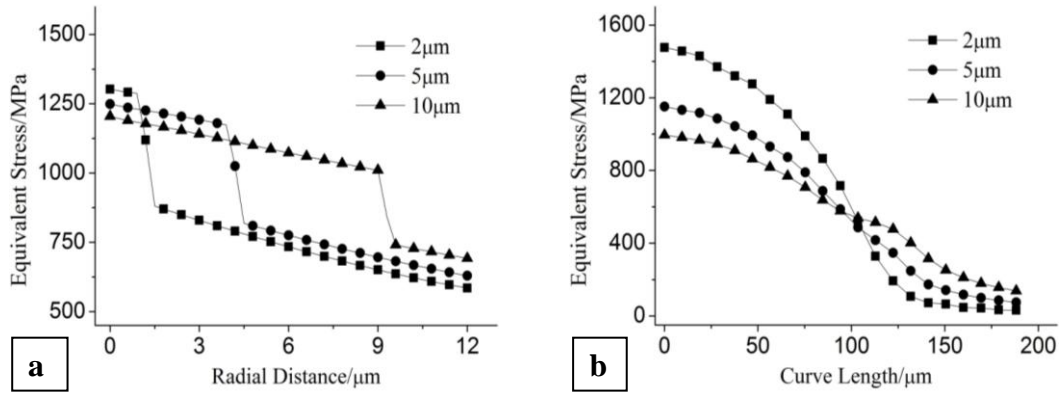 2μm
5μm
10μm
Equivalent Stress/MPa
1500
1250
1000
750
500
0
3
6
9
12
Radial Distance/μm
a
2μm
5μm
10μm
Equivalent Stress/MPa
1600
1200
800
400
0
0
50
100
150
200
Curve Length/μm
b